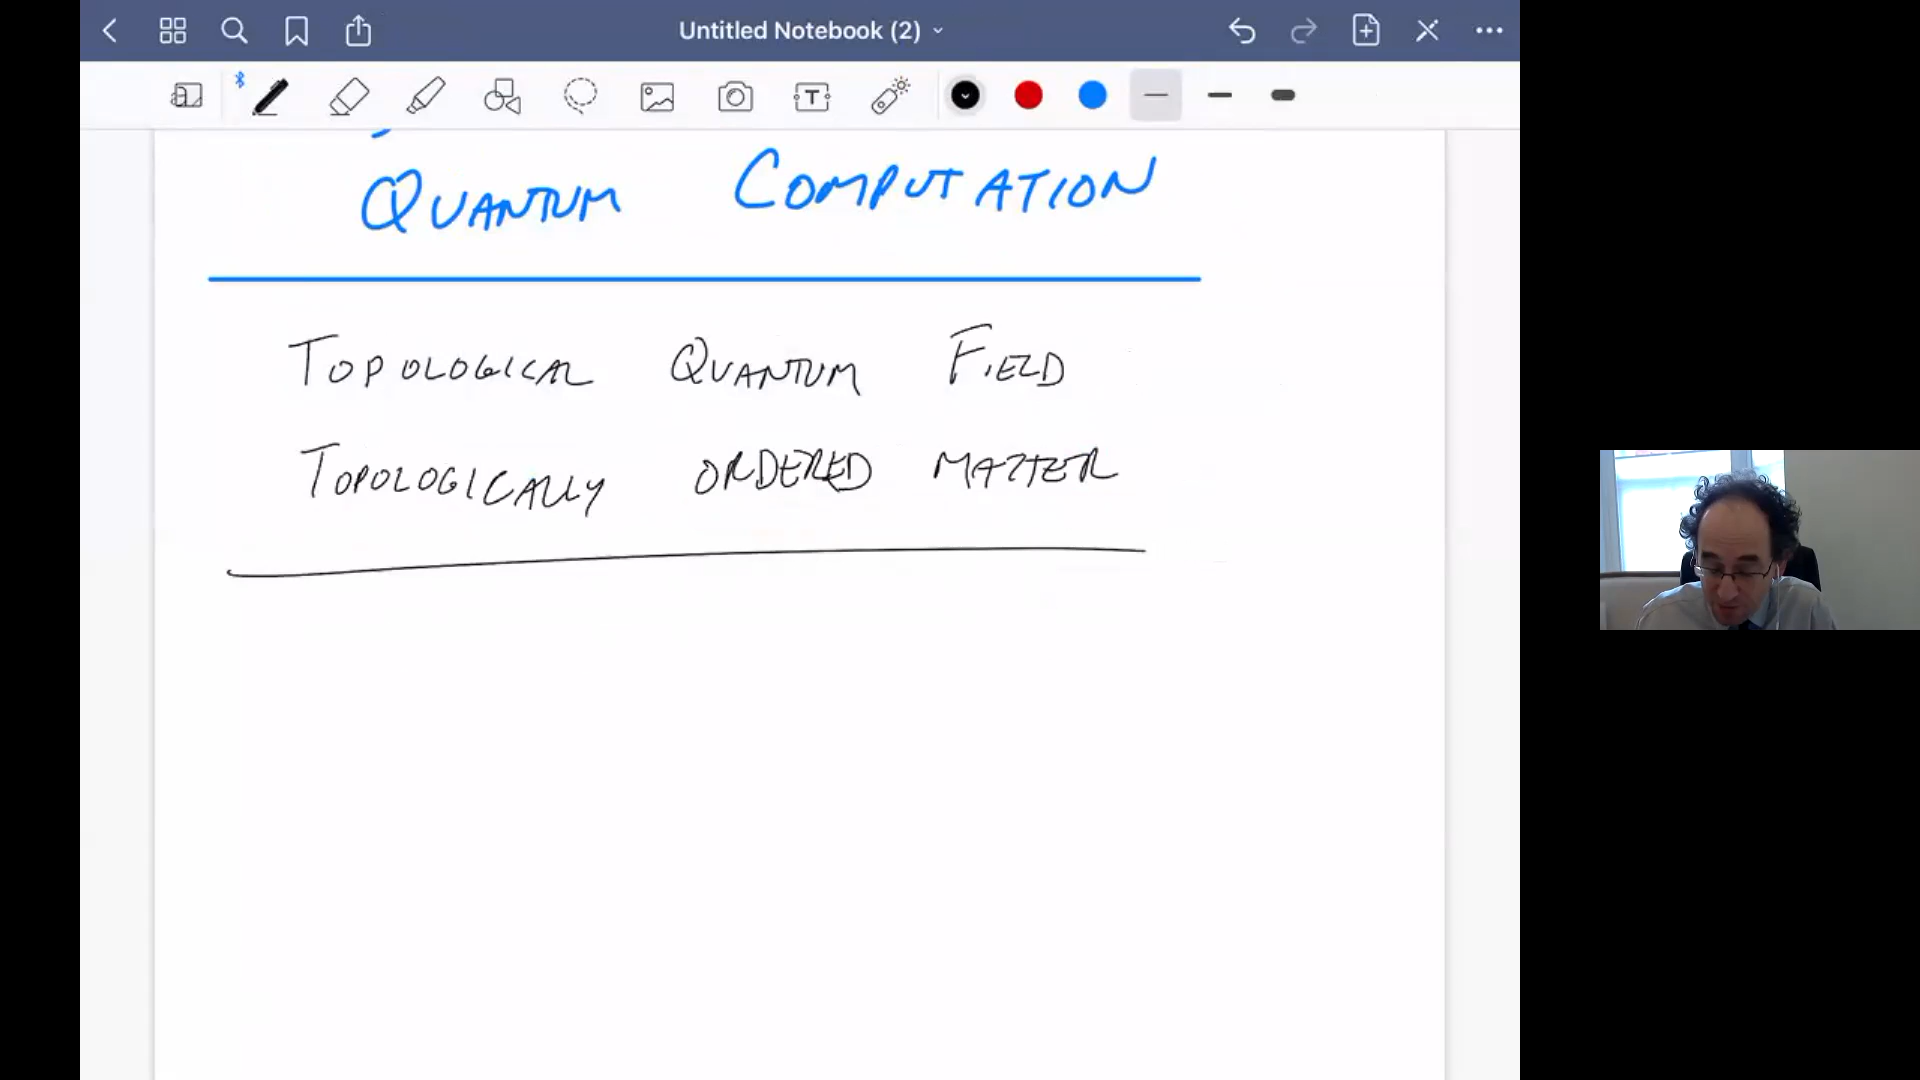 Untitled Notebook (2)
QUANTUM COMPUTATION
TOPOLOGICAL QUANTUM FIELD
TOPOLOGICALLY ORDERED MATTER